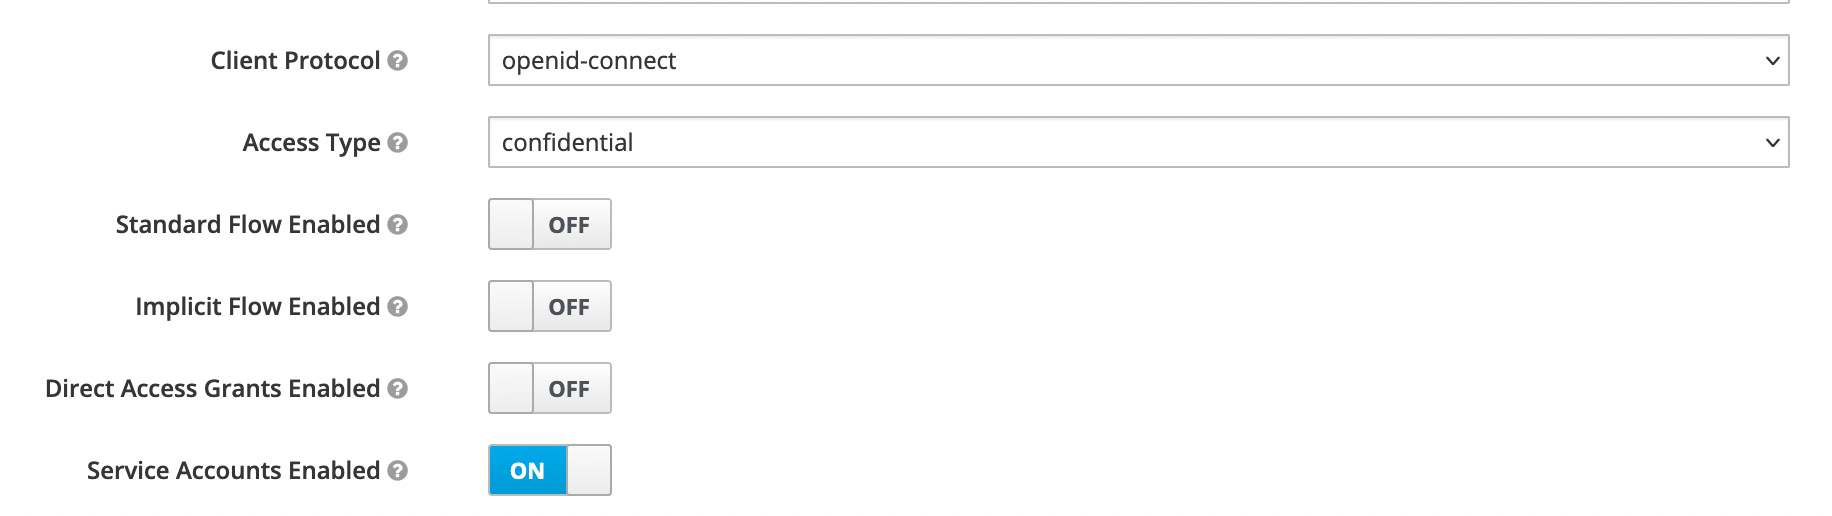 Client Protocol ? openid-connect
Access Type ? confidential
Standard Flow Enabled ? OFF
Implicit Flow Enabled ? OFF
Direct Access Grants Enabled ? OFF
Service Accounts Enabled ? ON